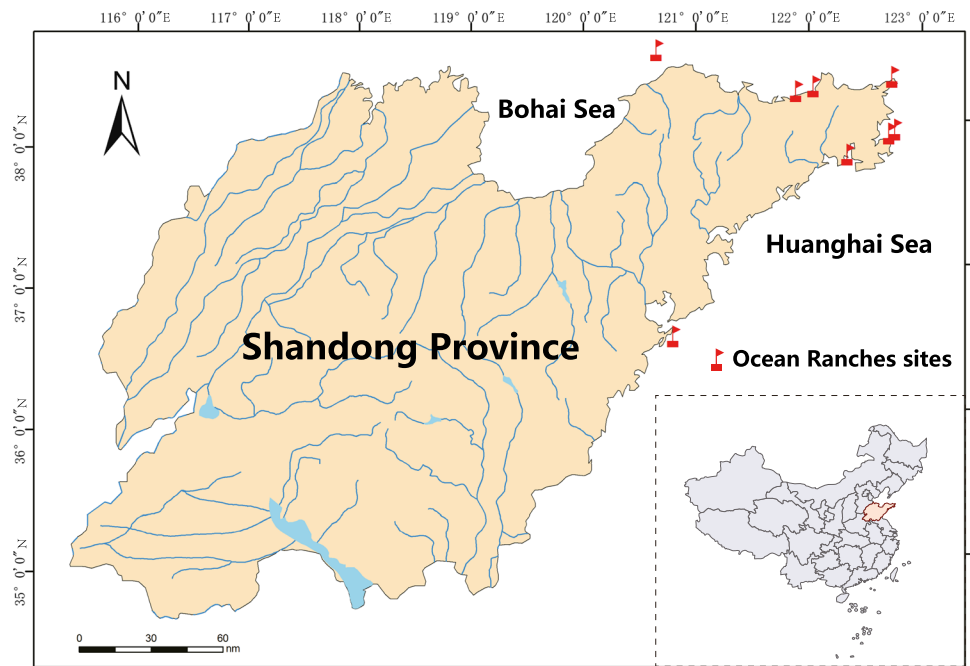 116° 0′0″E 117° 0′0″E 118° 0′0″E 119° 0′0″E 120° 0′0″E 121° 0′0″E 122° 0′0″E 123° 0′0″E
N
Bohai Sea
38° 0′0″N
Huanghai Sea
37° 0′0″N
Shandong Province
Ocean Ranches sites
36° 0′0″N
35° 0′0″N
0 30 60
nm